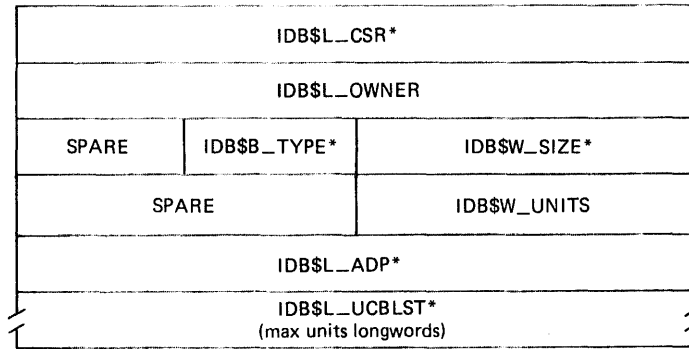 IDB$L_CSR*
IDB$L_OWNER
SPARE IDB$B_TYPE* IDB$W_SIZE*
SPARE IDB$W_UNITS
IDB$L_ADP*
IDB$L_UCBLST*
(max units longwords)